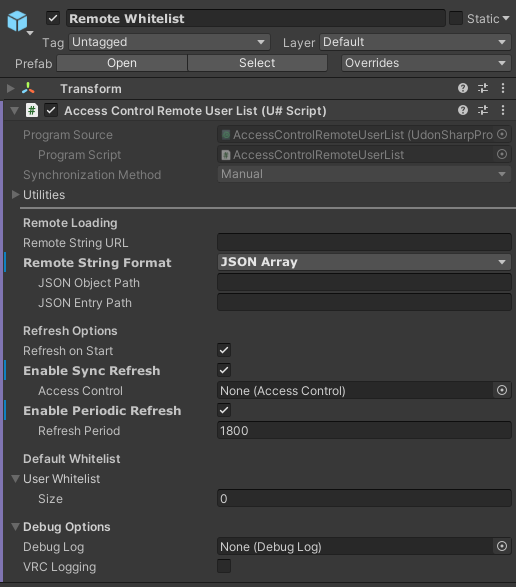 Remote Whitelist Static
Tag Untagged Layer Default
Prefab Open Select Overrides
Transform
# Access Control Remote User List (U# Script)
Program Source # AccessControlRemoteUserList (UdonSharpPro
Program Script # AccessControlRemoteUserList
Synchronization Method Manual
Utilities
Remote Loading
Remote String URL
Remote String Format JSON Array
JSON Object Path
JSON Entry Path
Refresh Options
Refresh on Start
Enable Sync Refresh
Access Control None (Access Control)
Enable Periodic Refresh
Refresh Period 1800
Default Whitelist
User Whitelist
Size 0
Debug Options
Debug Log None (Debug Log)
VRC Logging